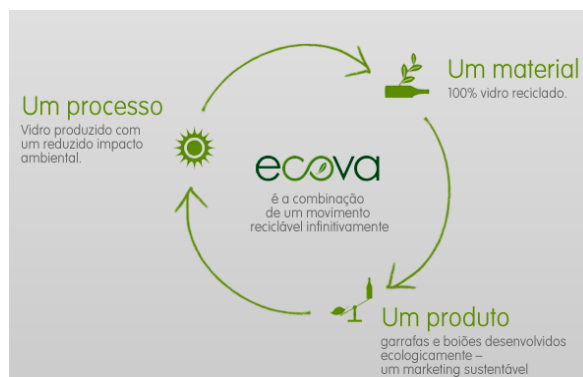 Um material
100% vidro reciclado.
Um processo
Vidro produzido com
um reduzido impacto
ambiental.
ecova
é a combinação
de um movimento
reciclável infinitivamente
Um produto
garrafas e boiões desenvolvidos
ecologicamente –
um marketing sustentável